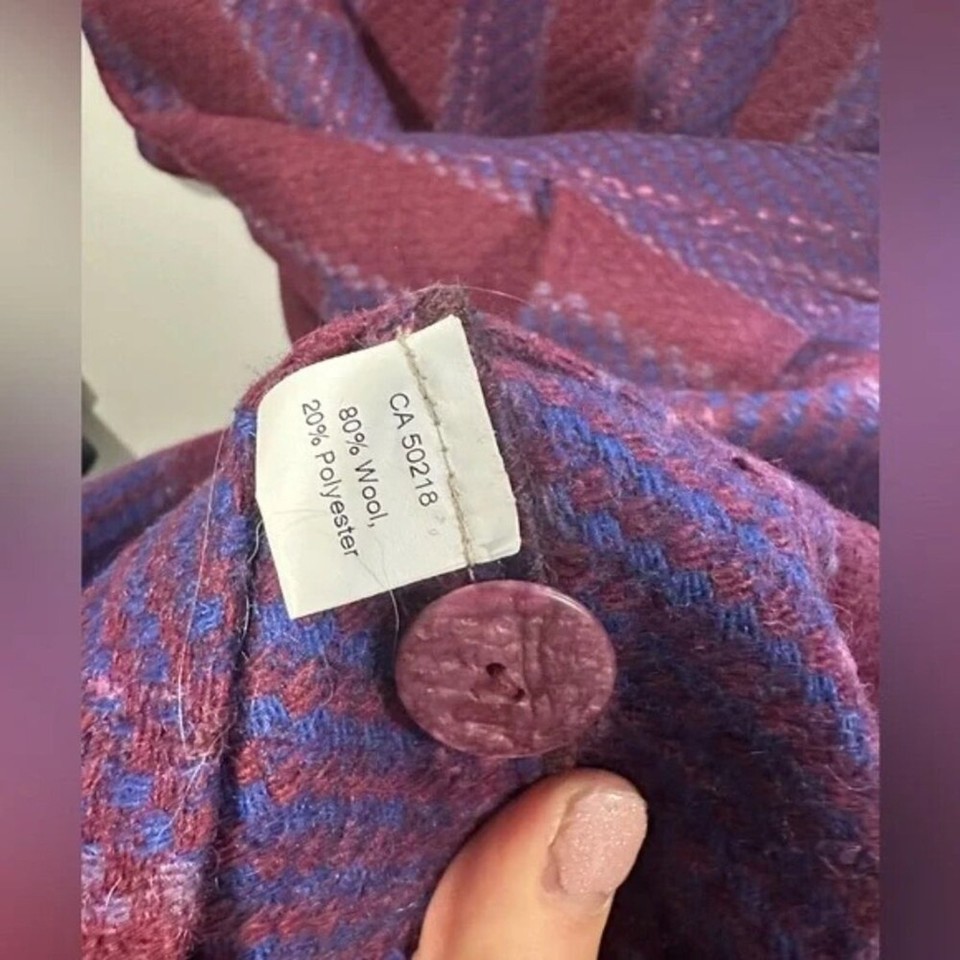 CA 50218
80% Wool,
20% Polyester